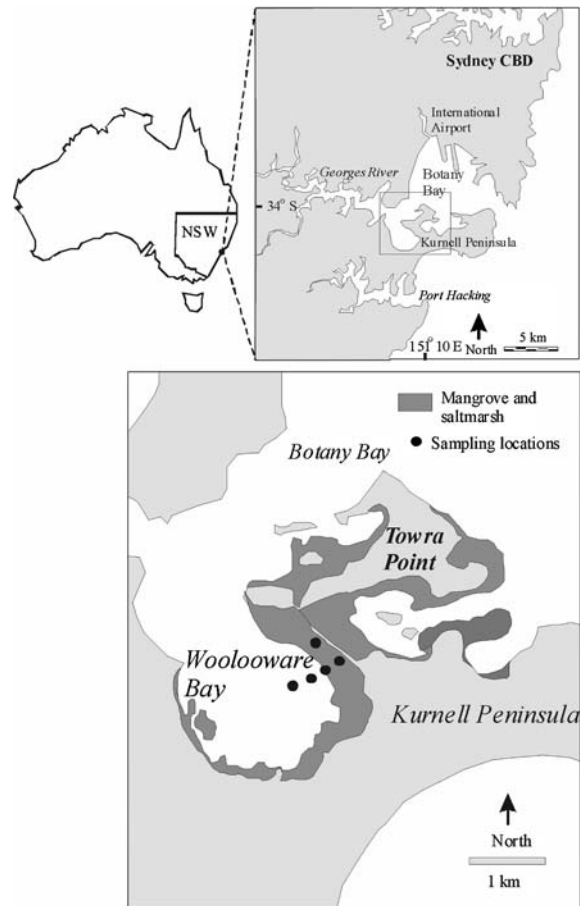 Sydney CBD
International
Airport
Georges River
Botany
Bay
34° S
NSW
Kurnell Peninsula
Port Hacking
North
151° 10 E
5 km
Mangrove and
saltmarsh
Sampling locations
Botany Bay
Towra
Point
Woolooware
Bay
Kurnell Peninsula
North
1 km